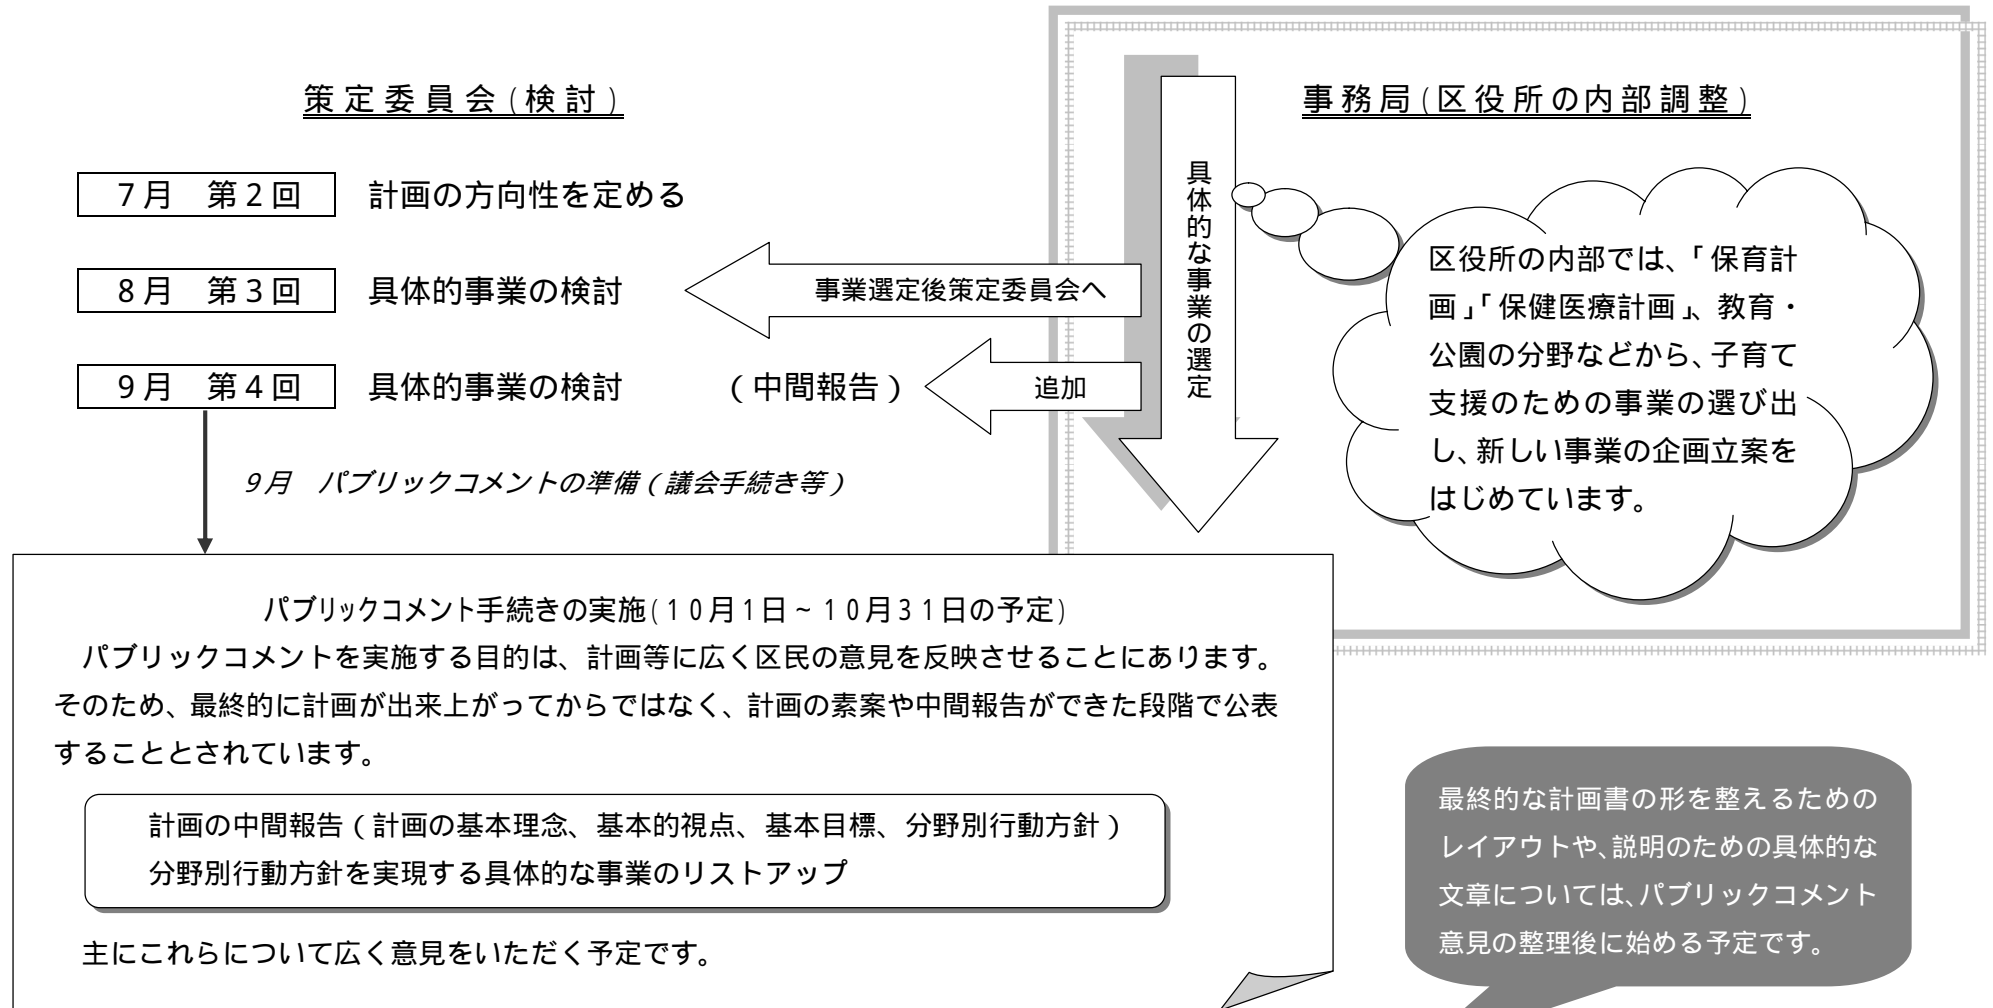 策定委員会(検討)
7月 第2回 計画の方向性を定める
8月 第3回 具体的事業の検討
9月 第4回 具体的事業の検討 (中間報告)
9月 パブリックコメントの準備(議会手続き等)
事業選定後策定委員会へ
追加
具体的な事業の選定
事務局(区役所の内部調整)
区役所の内部では、「保育計
画」「保健医療計画」、教育・
公園の分野などから、子育て
支援のための事業の選び出
し、新しい事業の企画立案を
はじめています。
パブリックコメント手続きの実施(10月1日~10月31日の予定)
パブリックコメントを実施する目的は、計画等に広く区民の意見を反映させることにあります。
そのため、最終的に計画が出来上がってからではなく、計画の素案や中間報告ができた段階で公表
することとされています。
計画の中間報告(計画の基本理念、基本的視点、基本目標、分野別行動方針)
分野別行動方針を実現する具体的な事業のリストアップ
主にこれらについて広く意見をいただく予定です。
最終的な計画書の形を整えるための
レイアウトや、説明のための具体的な
文章については、パブリックコメント
意見の整理後に始める予定です。